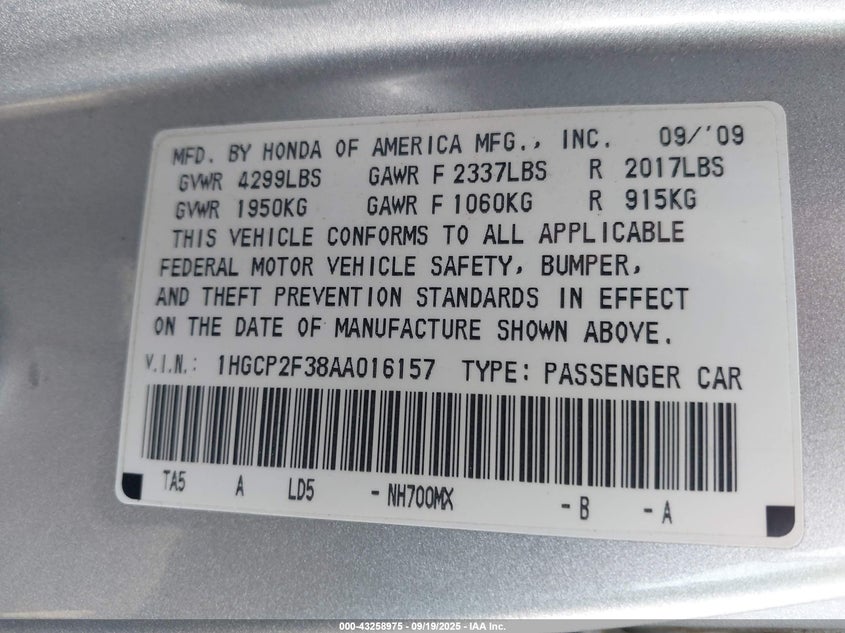 MFD. BY HONDA OF AMERICA MFG., INC. 09/'09
GVWR 4299LBS GAWR F 2337LBS R 2017LBS
GVWR 1950KG GAWR F 1060KG R 915KG
THIS VEHICLE CONFORMS TO ALL APPLICABLE
FEDERAL MOTOR VEHICLE SAFETY, BUMPER,
AND THEFT PREVENTION STANDARDS IN EFFECT
ON THE DATE OF MANUFACTURE SHOWN ABOVE.
V.I.N.: 1HGCP2F38AA016157 TYPE: PASSENGER CAR
TA5 A LD5 - NH700MX - B - A
000-43258975 - 09/19/2025 - IAA Inc.